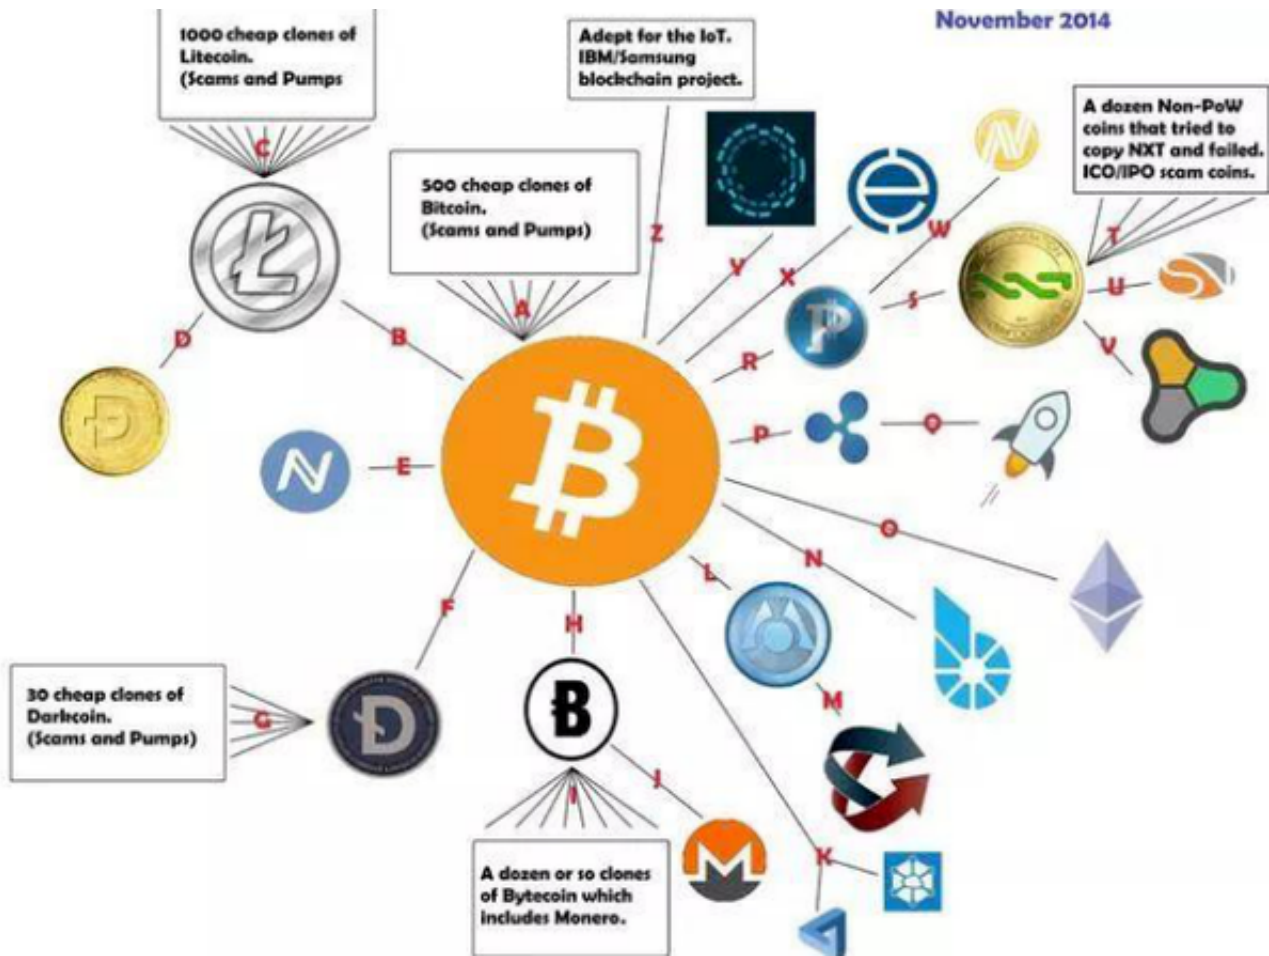 November 2014
1000 cheap clones of
Litecoin.
(Scams and Pumps
Adept for the IoT.
IBM/Samsung
blockchain project.
A dozen Non-PoW
coins that tried to
copy NXT and failed.
ICO/IPO scam coins.
500 cheap clones of
Bitcoin.
(Scams and Pumps)
C
Z
W
T
Y
X
U
A
S
D
B
R
V
E
P
Q
O
N
L
F
H
30 cheap clones of
Darkcoin.
(Scams and Pumps)
G
M
J
I
K
A dozen or so clones
of Bytecoin which
includes Monero.